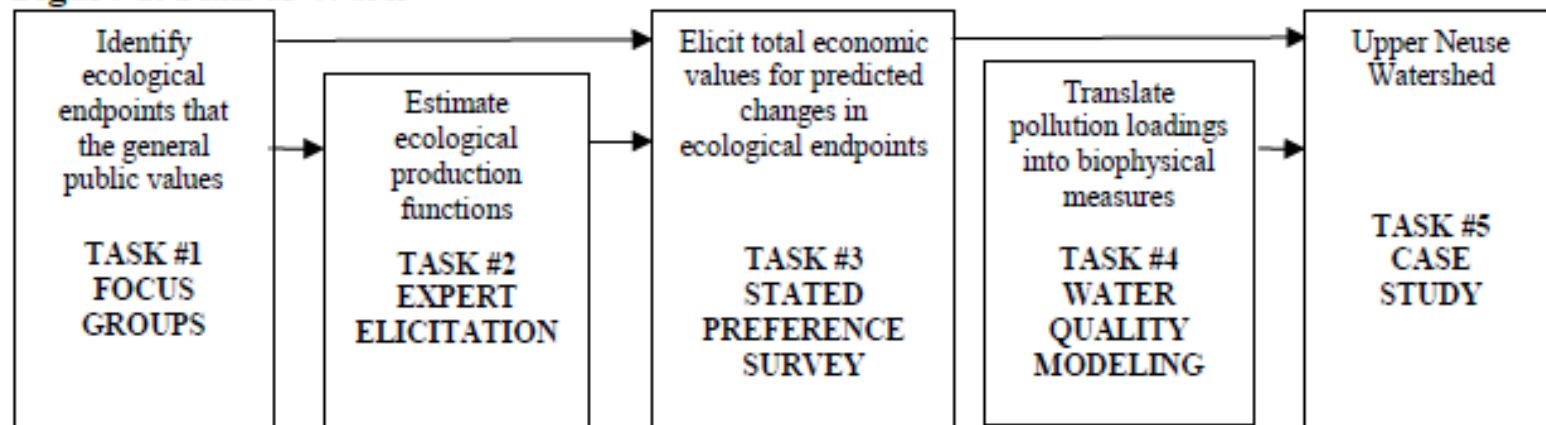 Identify
ecological
endpoints that
the general
public values
TASK #1
FOCUS
GROUPS
Estimate
ecological
production
functions
TASK #2
EXPERT
ELICITATION
Elicit total economic
values for predicted
changes in
ecological endpoints
TASK #3
STATED
PREFERENCE
SURVEY
Translate
pollution loadings
into biophysical
measures
TASK #4
WATER
QUALITY
MODELING
Upper Neuse
Watershed
TASK #5
CASE
STUDY